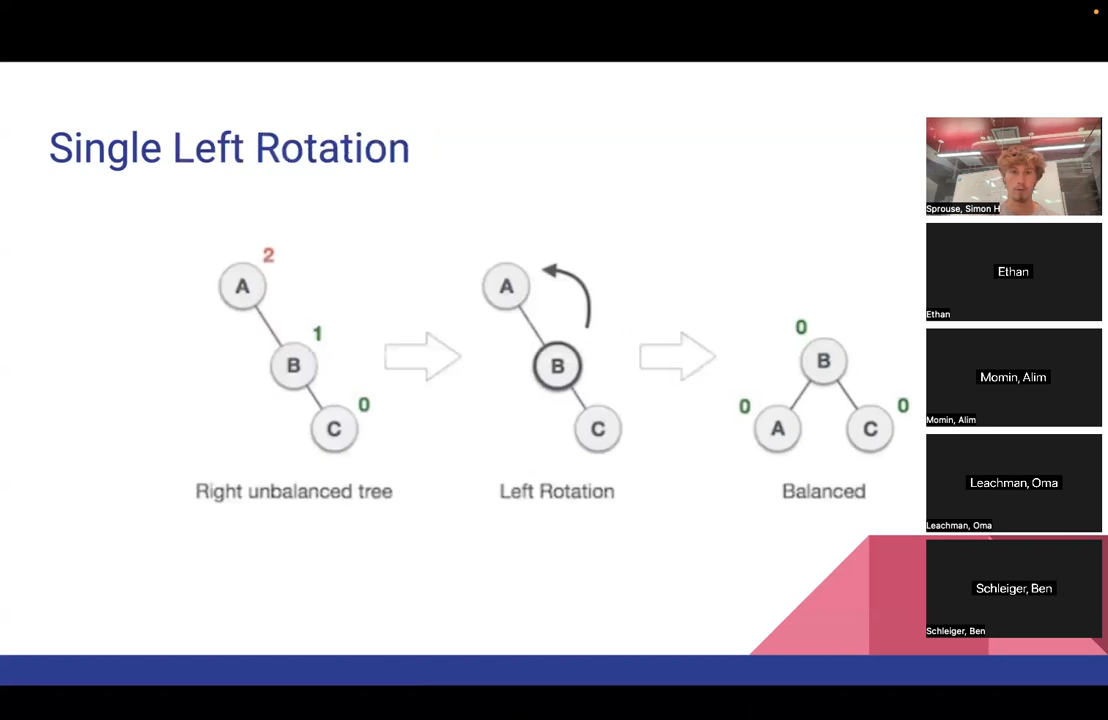 Single Left Rotation
A 2
B 1
C 0
Right unbalanced tree
A
B
C
Left Rotation
0
B
0 A
C 0
Balanced
Sprouse, Simon H
Ethan
Ethan
Momin, Alim
Momin, Alim
Leachman, Oma
Leachman, Oma
Schleiger, Ben
Schleiger, Ben